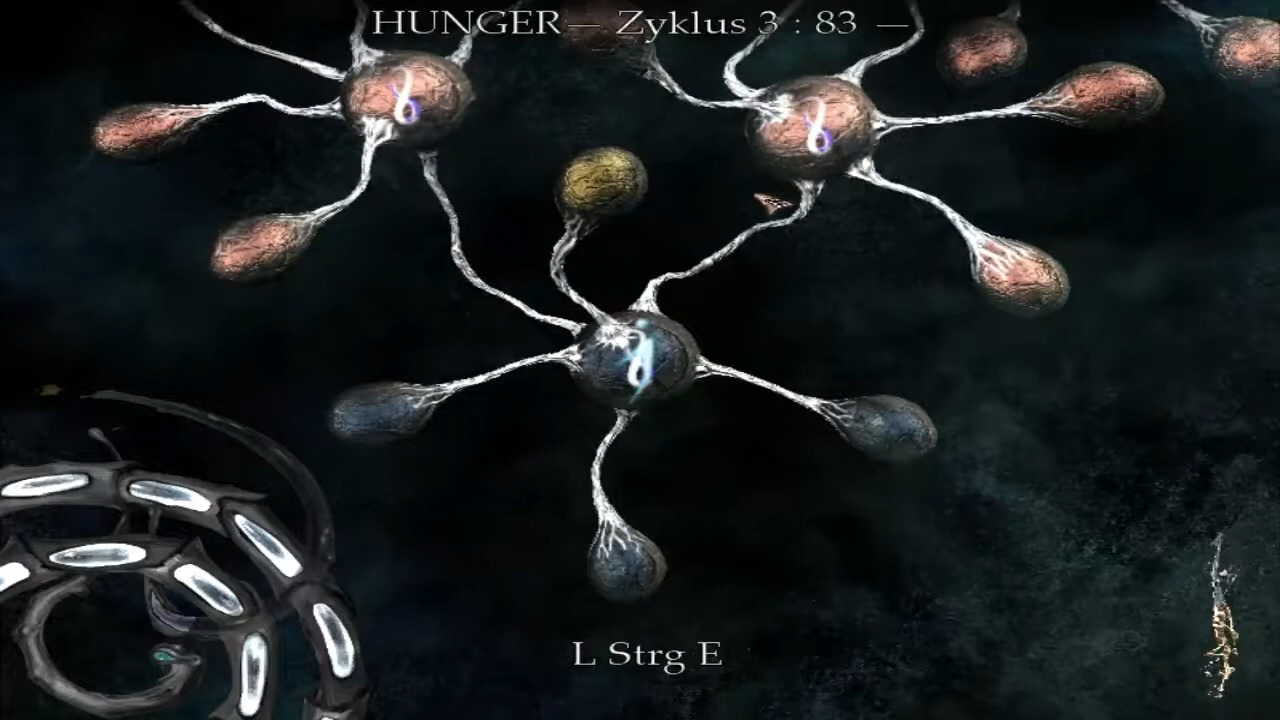 HUNGER— Zyklus 3 : 83 —
L Strg E